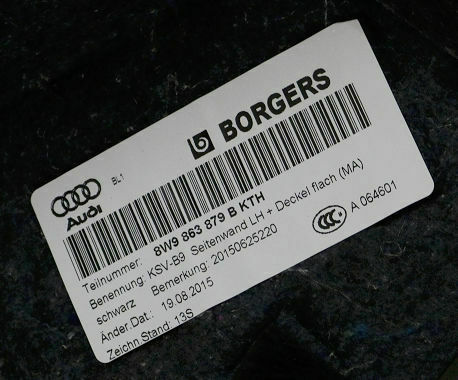 BORGERS
BL1
Audi
Teilnummer: 8W9 863 879 B KTH
Benennung: KSV-B9 Seitenwand LH + Deckel flach (MA)
schwarz Bemerkung: 20150625220
Änder.Dat.: 19.08.2015
Zeichn.Stand: 13S
CCC
A 064601